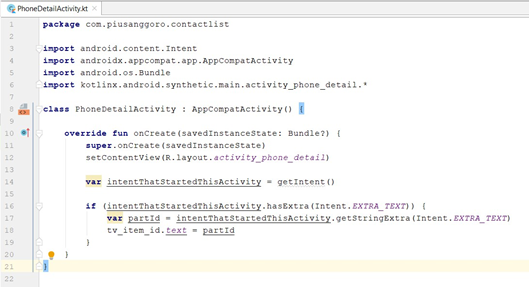 PhoneDetailActivity.kt
1 package com.piusanggoro.contactlist
2
3 import android.content.Intent
4 import androidx.appcompat.app.AppCompatActivity
5 import android.os.Bundle
6 import kotlinx.android.synthetic.main.activity_phone_detail.*
7
8 class PhoneDetailActivity : AppCompatActivity() {
9
10 override fun onCreate(savedInstanceState: Bundle?) {
11 super.onCreate(savedInstanceState)
12 setContentView(R.layout.activity_phone_detail)
13
14 var intentThatStartedThisActivity = getIntent()
15
16 if (intentThatStartedThisActivity.hasExtra(Intent.EXTRA_TEXT)) {
17 var partId = intentThatStartedThisActivity.getStringExtra(Intent.EXTRA_TEXT)
18 tv_item_id.text = partId
19 }
20 }
21 }
22